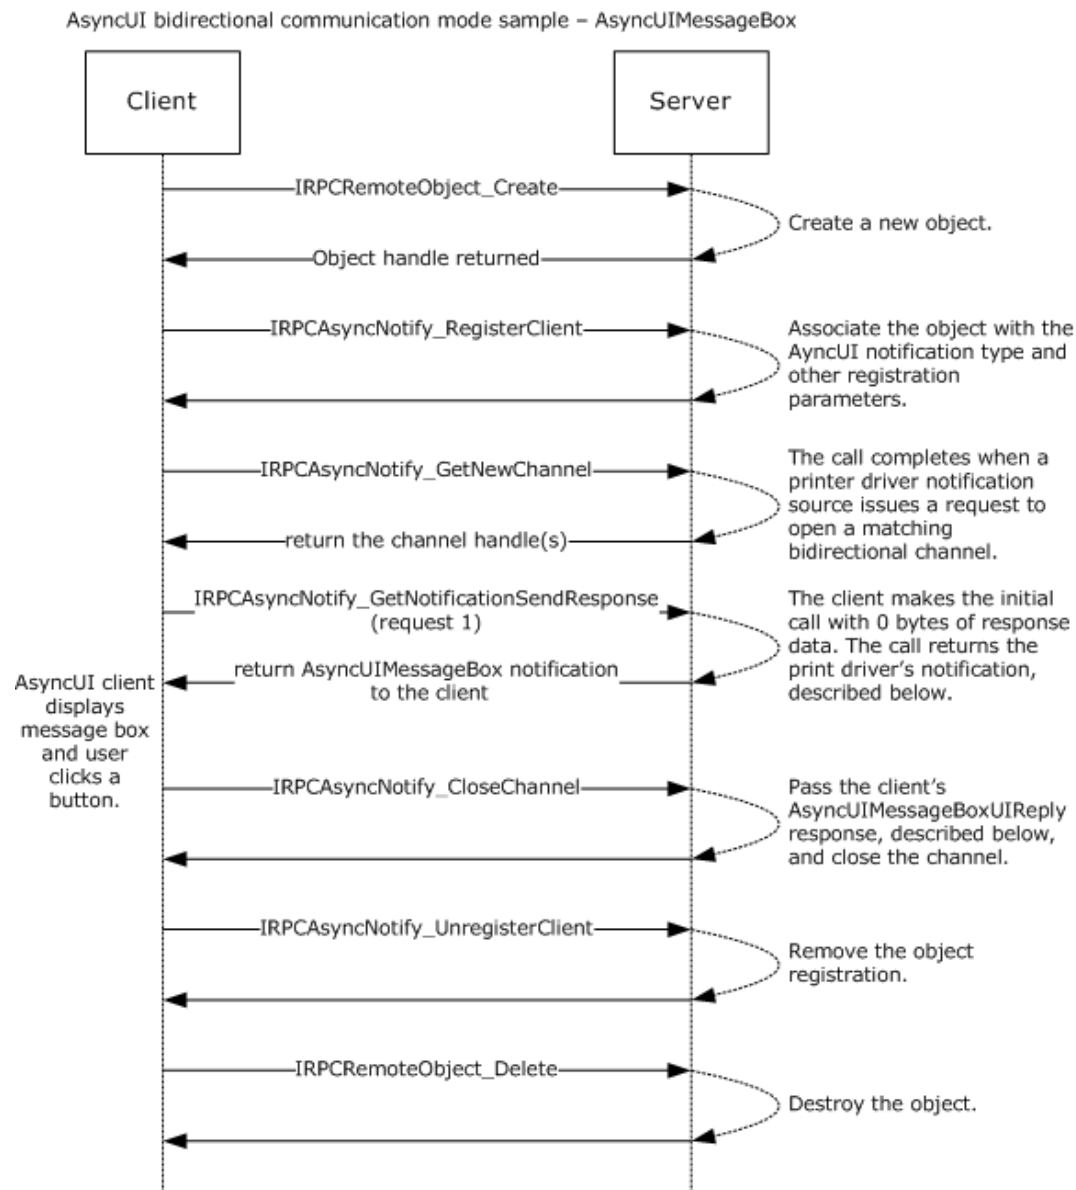 AsyncUI bidirectional communication mode sample – AsyncUIMessageBox
Client
Server
IRPCRemoteObject_Create
Create a new object.
Object handle returned
IRPCAsyncNotify_RegisterClient
Associate the object with the
AyncUI notification type and
other registration
parameters.
IRPCAsyncNotify_GetNewChannel
The call completes when a
printer driver notification
source issues a request to
open a matching
bidirectional channel.
return the channel handle(s)
IRPCAsyncNotify_GetNotificationSendResponse
(request 1)
The client makes the initial
call with 0 bytes of response
data. The call returns the
print driver’s notification,
described below.
return AsyncUIMessageBox notification
to the client
AsyncUI client
displays
message box
and user
clicks a
button.
IRPCAsyncNotify_CloseChannel
Pass the client’s
AsyncUIMessageBoxUIReply
response, described below,
and close the channel.
IRPCAsyncNotify_UnregisterClient
Remove the object
registration.
IRPCRemoteObject_Delete
Destroy the object.